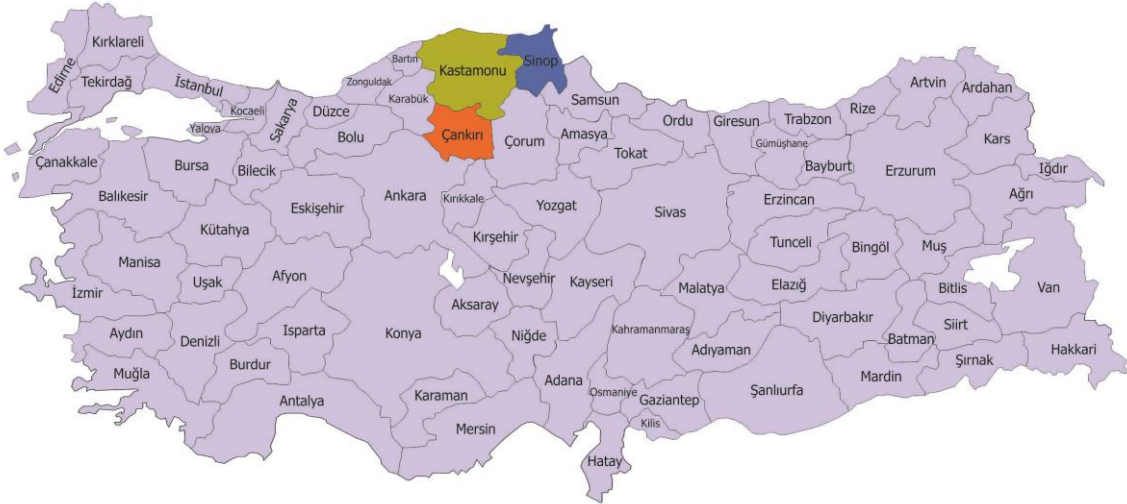 Kırklareli
Edirne
Tekirdağ
İstanbul
Kocaeli
Yalova
Sakarya
Düzce
Zonguldak
Bartın
Karabük
Kastamonu
Sinop
Çankırı
Bolu
Samsun
Çorum
Amasya
Tokat
Ordu
Giresun
Trabzon
Gümüşhane
Rize
Artvin
Ardahan
Kars
Bayburt
Erzurum
Iğdır
Ağrı
Çanakkale
Bursa
Bilecik
Balıkesir
Eskişehir
Ankara
Kırıkkale
Yozgat
Sivas
Erzincan
Kütahya
Kırşehir
Tunceli
Bingöl
Muş
Manisa
Uşak
Afyon
Nevşehir
Kayseri
Malatya
Elazığ
Bitlis
Van
İzmir
Aksaray
Aydın
Denizli
Isparta
Konya
Niğde
Kahramanmaraş
Adıyaman
Diyarbakır
Batman
Siirt
Şırnak
Hakkari
Muğla
Burdur
Antalya
Karaman
Mersin
Adana
Osmaniye
Gaziantep
Kilis
Şanlıurfa
Mardin
Hatay